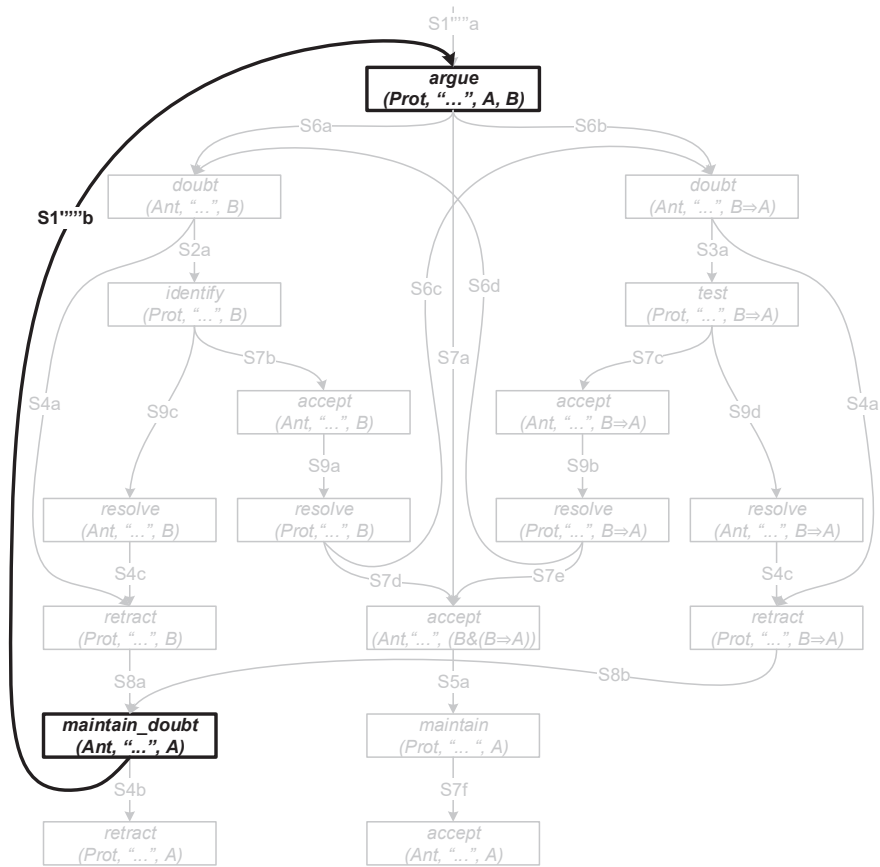 S1''''''a
argue
(Prot, “...”, A, B)
S6a
S6b
doubt
(Ant, “...”, B)
doubt
(Ant, “...”, B⇒A)
S1''''''b
S2a
S3a
S6c
S6d
identify
(Prot, “...”, B)
test
(Prot, “...”, B⇒A)
S7b
S7a
S7c
S4a
S9c
accept
(Ant, “...”, B)
accept
(Ant, “...”, B⇒A)
S9d
S4a
S9a
S9b
resolve
(Ant, “...”, B)
resolve
(Prot,“...”, B)
resolve
(Prot,“...”, B⇒A)
resolve
(Ant, “...”, B⇒A)
S4c
S7d
S7e
S4c
retract
(Prot, “...”, B)
accept
(Ant,“...”, (B&(B⇒A))
retract
(Prot, “...”, B⇒A)
S8a
S5a
S8b
maintain_doubt
(Ant, “...”, A)
maintain
(Prot, “... “, A)
S4b
S7f
retract
(Prot, “...”, A)
accept
(Ant, “...”, A)